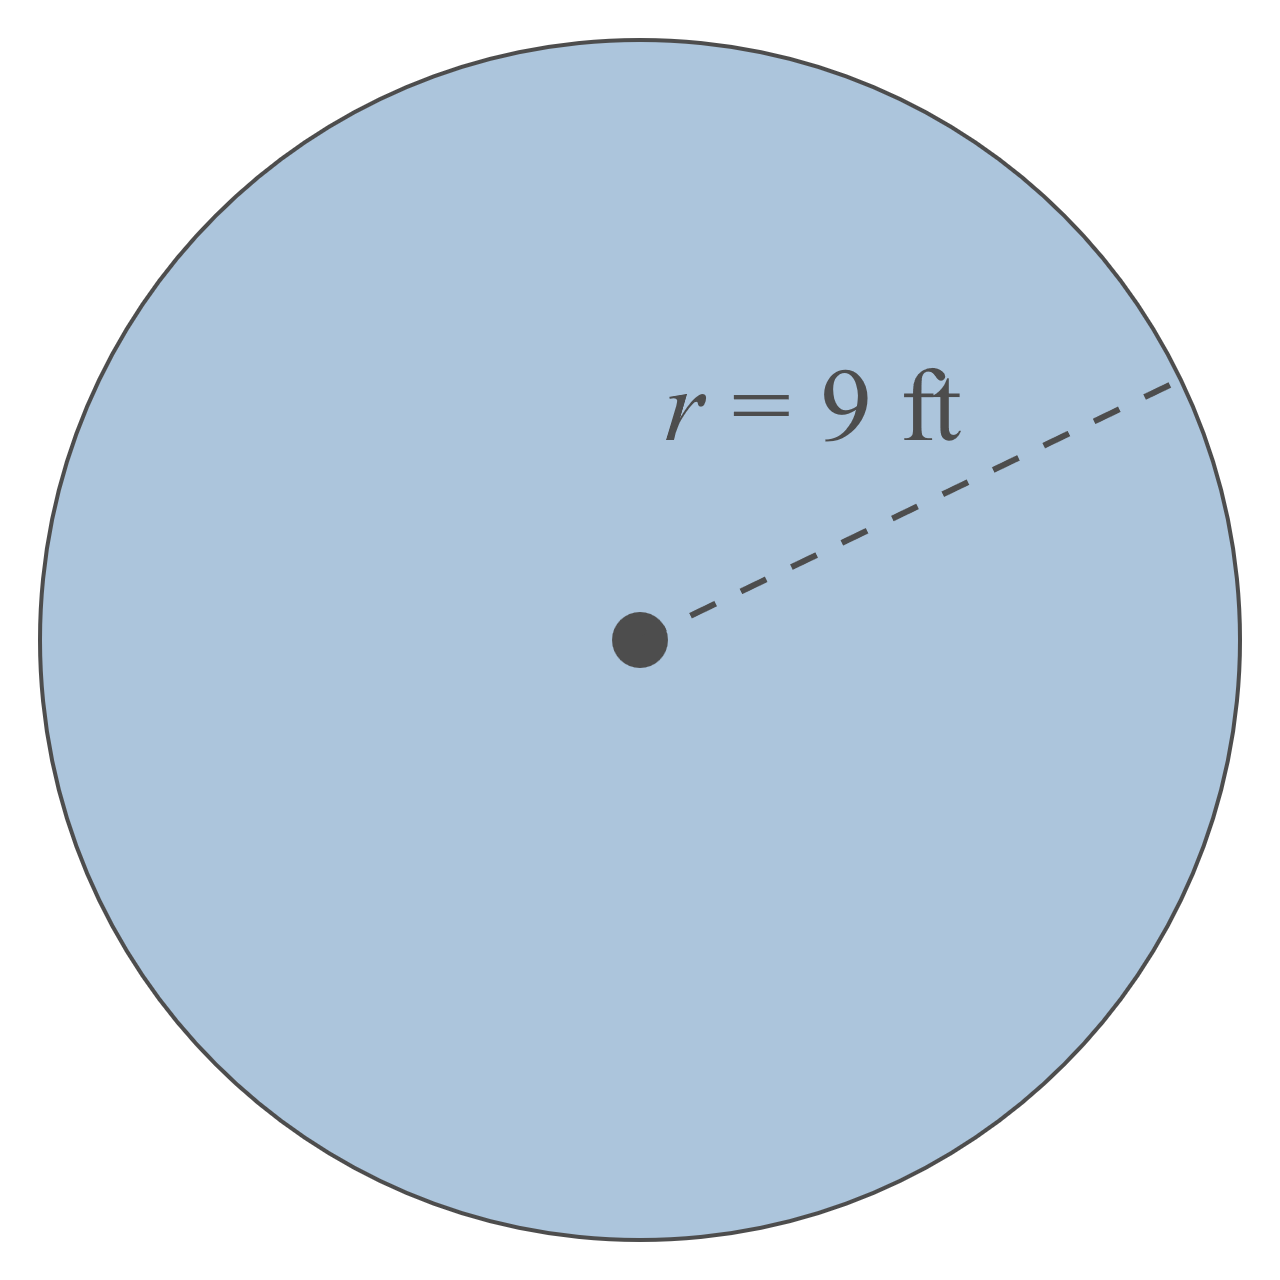 r = 9 ft